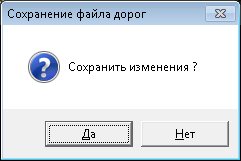 Сохранение файла дорог
Сохранить изменения ?
Да
Нет